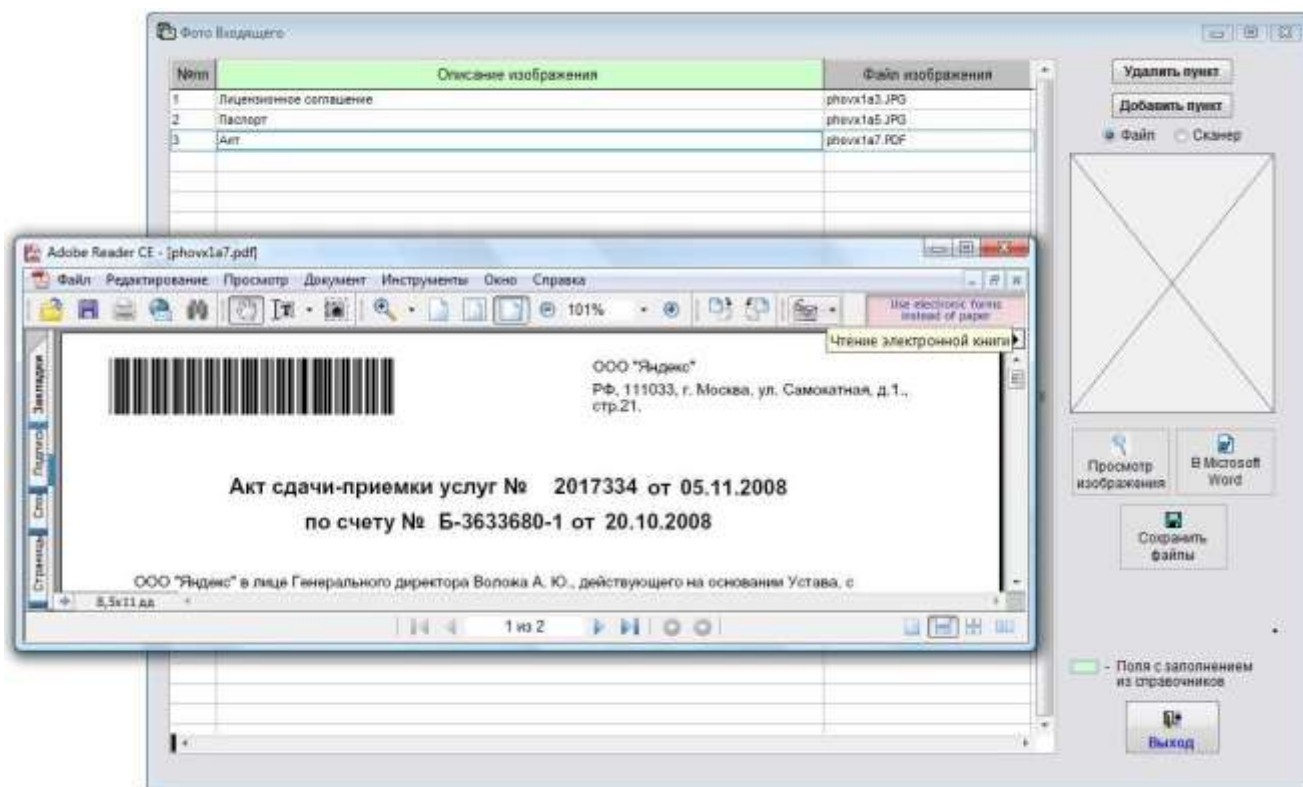 Фото Входящего
№пп Описание изображения Файл изображения
1 Лицензионное соглашение phovx1a3.JPG
2 Паспорт phovx1a5.JPG
3 Акт phovx1a7.PDF
Удалить пункт
Добавить пункт
Файл Сканер
Adobe Reader CE - [phovx1a7.pdf]
Файл Редактирование Просмотр Документ Инструменты Окно Справка
101%
Use electronic forms
instead of paper
Чтение электронной книги
Закладки
Подписи
Слои
Страницы
ООО "Яндекс"
РФ, 111033, г. Москва, ул. Самокатная, д.1.,
стр.21.
Акт сдачи-приемки услуг № 2017334 от 05.11.2008
по счету № Б-3633680-1 от 20.10.2008
ООО "Яндекс" в лице Генерального директора Воложа А. Ю., действующего на основании Устава, с
8,5x11 дд
1 из 2
Просмотр
изображения
В Microsoft
Word
Сохранить
файлы
- Поля с заполнением
из справочников
Выход